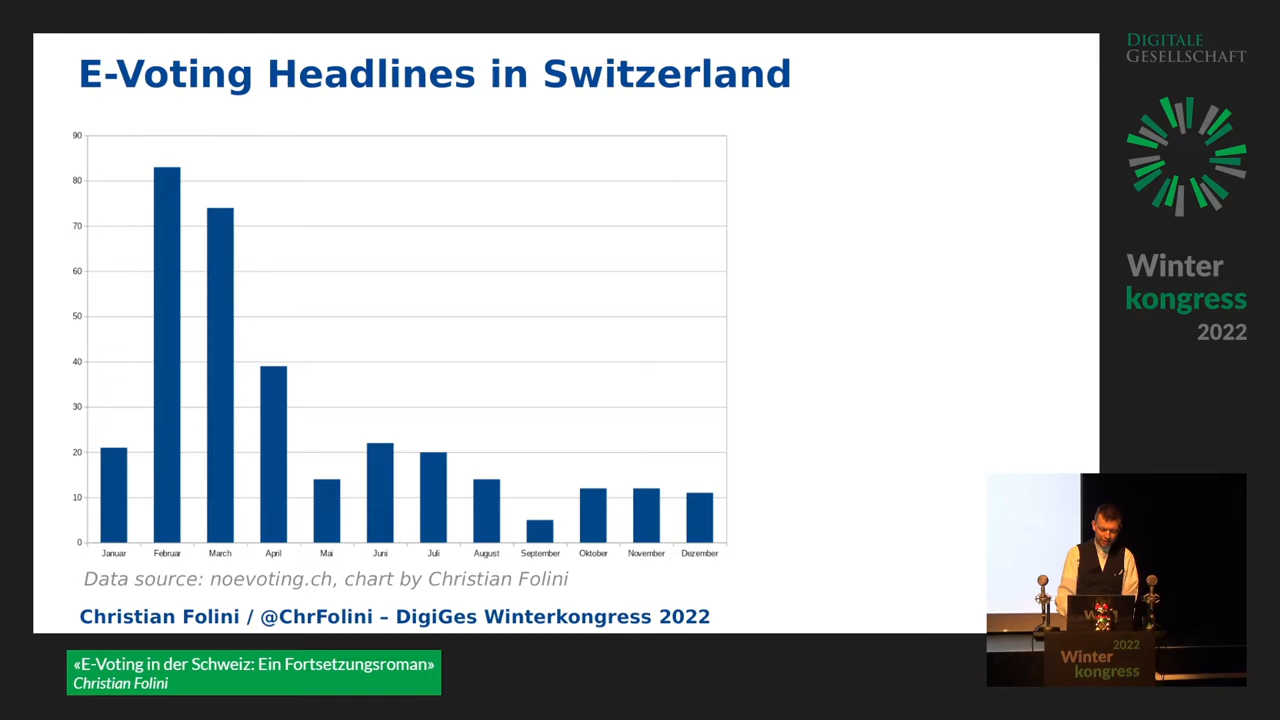 E-Voting Headlines in Switzerland
90
80
70
60
50
40
30
20
10
0
Januar Februar March April Mai Juni Juli August September Oktober November Dezember
Data source: noevoting.ch, chart by Christian Folini
Christian Folini / @ChrFolini – DigiGes Winterkongress 2022
«E-Voting in der Schweiz: Ein Fortsetzungsroman»
Christian Folini
DIGITALE
GESELLSCHAFT
Winter
kongress
2022
2022
Winter
kongress